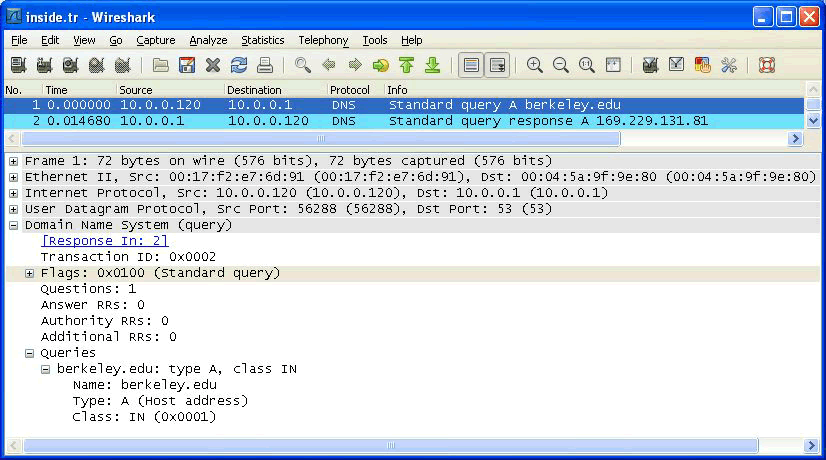 inside.tr - Wireshark
File Edit View Go Capture Analyze Statistics Telephony Tools Help
No. Time Source Destination Protocol Info
1 0.000000 10.0.0.120 10.0.0.1 DNS Standard query A berkeley.edu
2 0.014680 10.0.0.1 10.0.0.120 DNS Standard query response A 169.229.131.81
Frame 1: 72 bytes on wire (576 bits), 72 bytes captured (576 bits)
Ethernet II, Src: 00:17:f2:e7:6d:91 (00:17:f2:e7:6d:91), Dst: 00:04:5a:9f:9e:80 (00:04:5a:9f:9e:80)
Internet Protocol, Src: 10.0.0.120 (10.0.0.120), Dst: 10.0.0.1 (10.0.0.1)
User Datagram Protocol, Src Port: 56288 (56288), Dst Port: 53 (53)
Domain Name System (query)
[Response In: 2]
Transaction ID: 0x0002
Flags: 0x0100 (Standard query)
Questions: 1
Answer RRs: 0
Authority RRs: 0
Additional RRs: 0
Queries
berkeley.edu: type A, class IN
Name: berkeley.edu
Type: A (Host address)
Class: IN (0x0001)